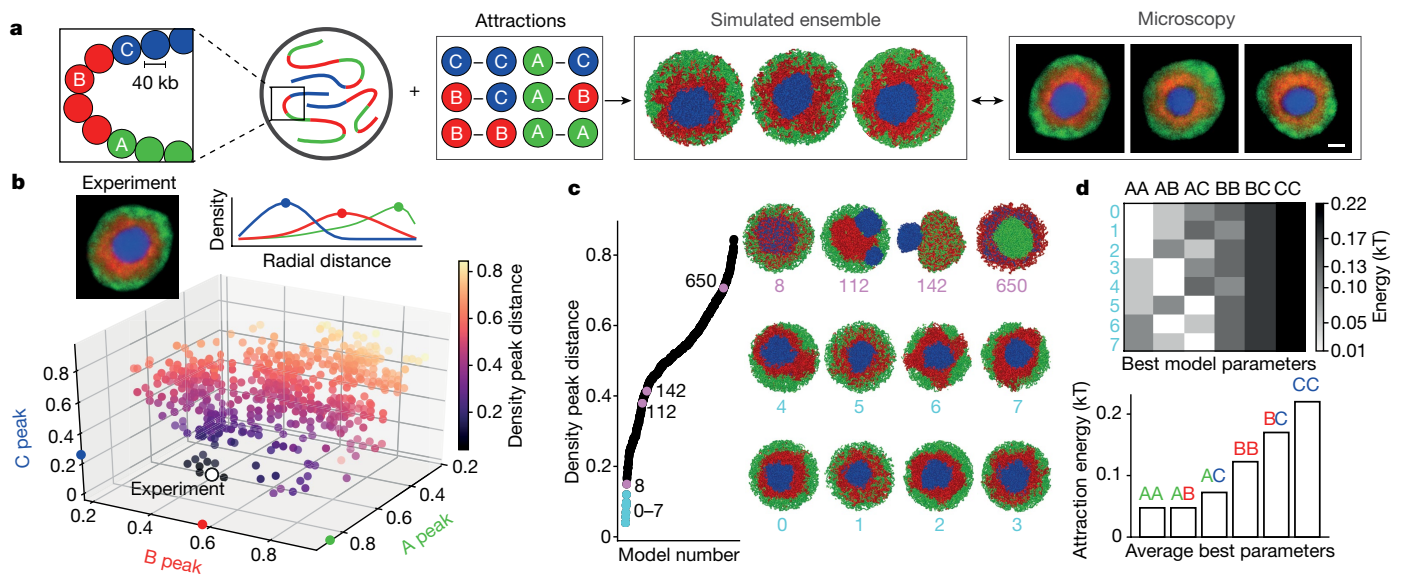 a
Attractions
Simulated ensemble
Microscopy
C
B
A
40 kb
+
C – C A – C
B – C A – B
B – B A – A
b
Experiment
Density
Radial distance
Density peak distance
0.8
0.6
0.4
0.2
C peak
0.8
0.6
0.4
0.2
0
Experiment
0.2
0.4
0.6
0.8
B peak
0.2
0.4
0.6
0.8
A peak
c
Density peak distance
0.8
0.6
0.4
0.2
0
650
142
112
8
0–7
Model number
8 112 142 650
4 5 6 7
0 1 2 3
d
AA AB AC BB BC CC
0
1
2
3
4
5
6
7
Best model parameters
0.22
0.17
0.13
0.10
0.05
0.01
Energy (kT)
Attraction energy (kT)
0.2
0.1
0
AA AB AC BB BC CC
Average best parameters